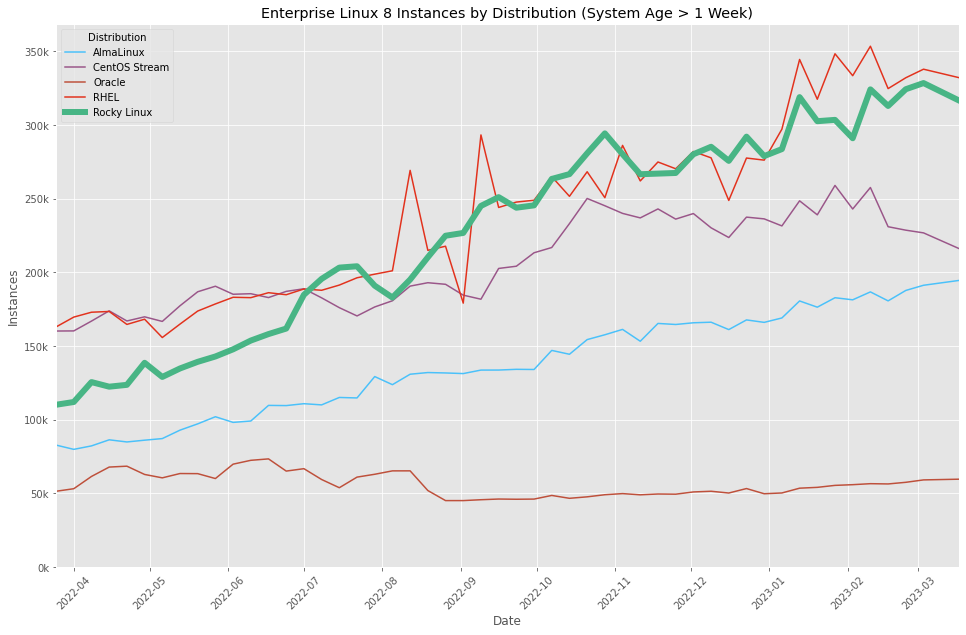 Enterprise Linux 8 Instances by Distribution (System Age > 1 Week)
Distribution
AlmaLinux
CentOS Stream
Oracle
RHEL
Rocky Linux
Instances
350k
300k
250k
200k
150k
100k
50k
0k
2022-04
2022-05
2022-06
2022-07
2022-08
2022-09
2022-10
2022-11
2022-12
2023-01
2023-02
2023-03
Date